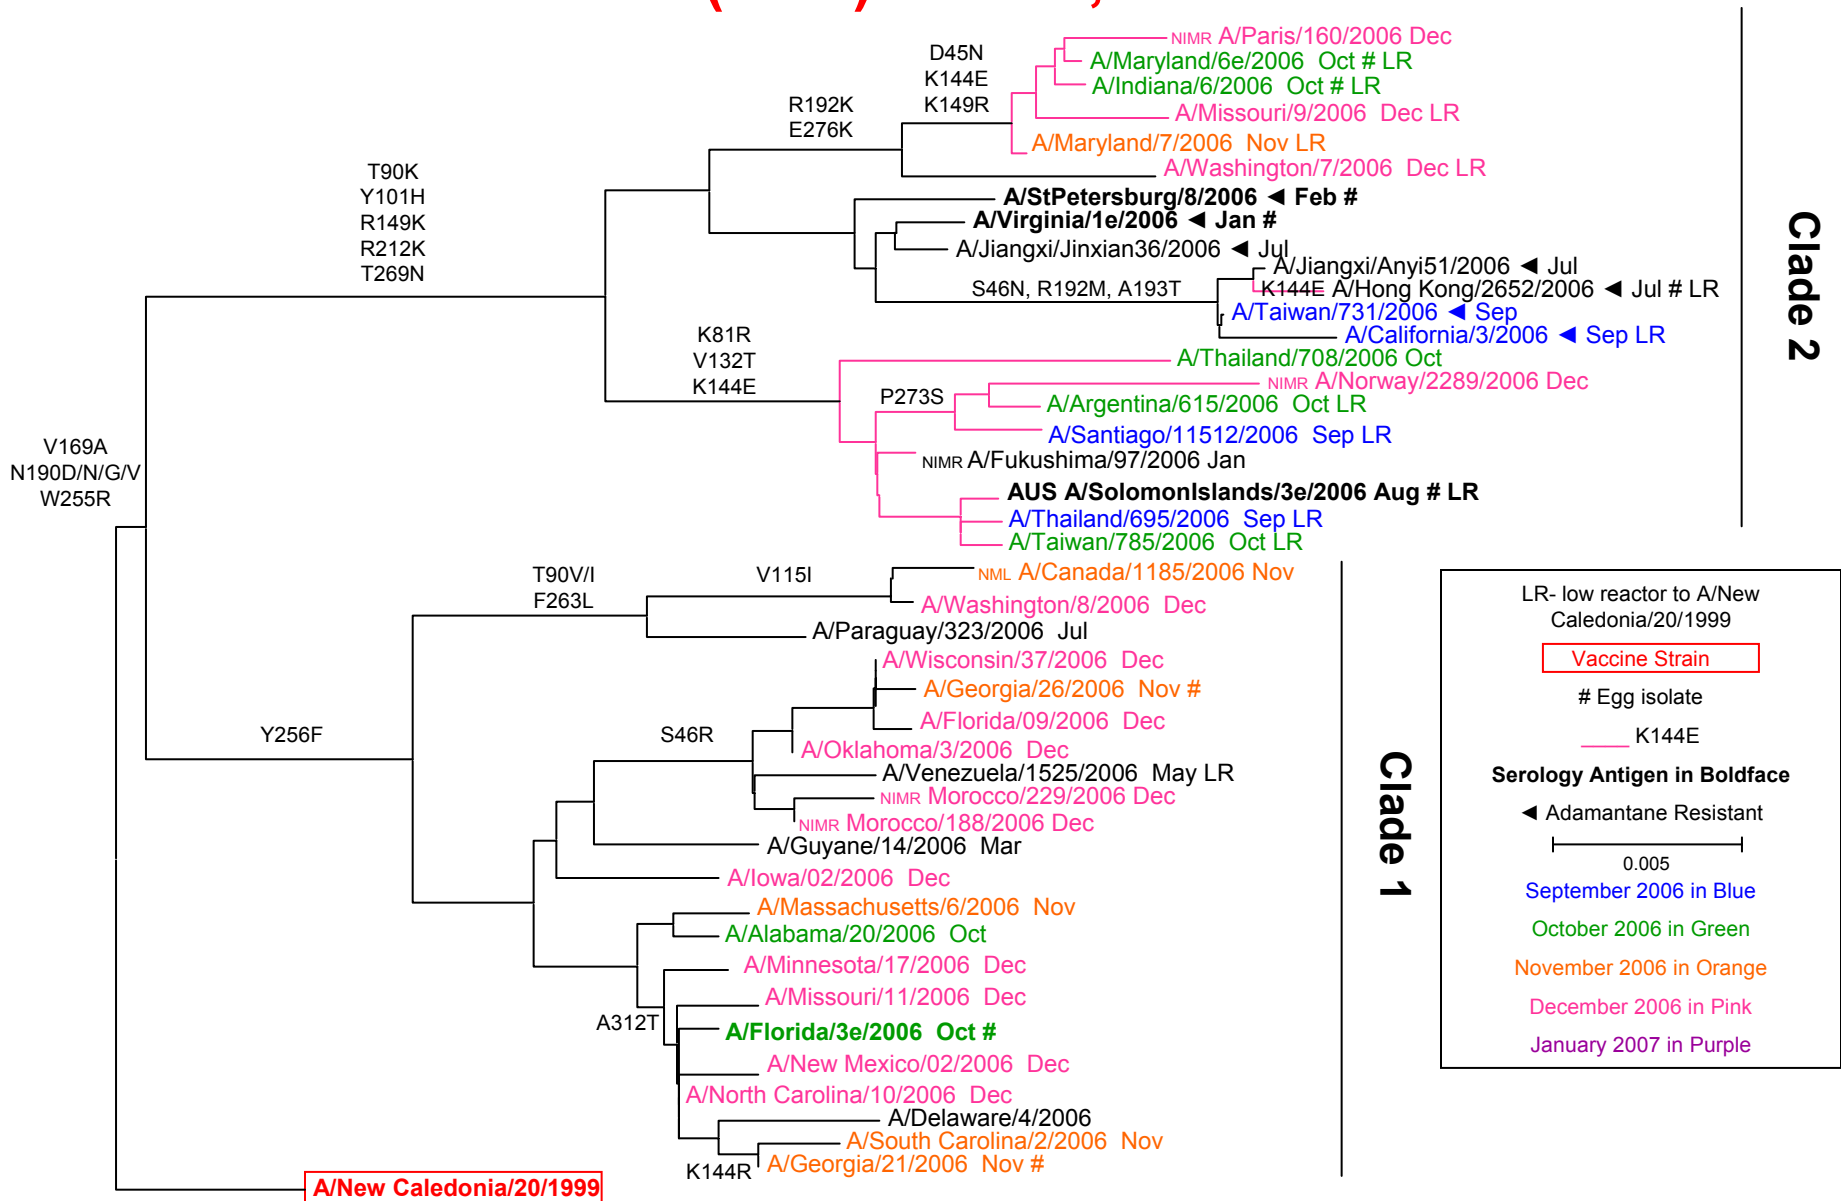 NIMR A/Paris/160/2006 Dec
D45N
A/Maryland/6e/2006 Oct # LR
K144E
A/Indiana/6/2006 Oct # LR
R192K
K149R
A/Missouri/9/2006 Dec LR
E276K
A/Maryland/7/2006 Nov LR
A/Washington/7/2006 Dec LR
T90K
Y101H
R149K
R212K
T269N
A/StPetersburg/8/2006 ◄ Feb #
A/Virginia/1e/2006 ◄ Jan #
A/Jiangxi/Jinxian36/2006 ◄ Jul
A/Jiangxi/Anyi51/2006 ◄ Jul
S46N, R192M, A193T
K144E A/Hong Kong/2652/2006 ◄ Jul # LR
A/Taiwan/731/2006 ◄ Sep
A/California/3/2006 ◄ Sep LR
Clade 2
K81R
V132T
K144E
A/Thailand/708/2006 Oct
NIMR A/Norway/2289/2006 Dec
P273S
A/Argentina/615/2006 Oct LR
A/Santiago/11512/2006 Sep LR
NIMR A/Fukushima/97/2006 Jan
AUS A/SolomonIslands/3e/2006 Aug # LR
A/Thailand/695/2006 Sep LR
A/Taiwan/785/2006 Oct LR
V169A
N190D/N/G/V
W255R
T90V/I
F263L
V115I
NML A/Canada/1185/2006 Nov
A/Washington/8/2006 Dec
A/Paraguay/323/2006 Jul
A/Wisconsin/37/2006 Dec
A/Georgia/26/2006 Nov #
A/Florida/09/2006 Dec
Y256F
S46R
A/Oklahoma/3/2006 Dec
A/Venezuela/1525/2006 May LR
NIMR Morocco/229/2006 Dec
NIMR Morocco/188/2006 Dec
A/Guyane/14/2006 Mar
A/Iowa/02/2006 Dec
Clade 1
A/Massachusetts/6/2006 Nov
A/Alabama/20/2006 Oct
A/Minnesota/17/2006 Dec
A/Missouri/11/2006 Dec
A312T
A/Florida/3e/2006 Oct #
A/New Mexico/02/2006 Dec
A/North Carolina/10/2006 Dec
A/Delaware/4/2006
A/South Carolina/2/2006 Nov
K144R
A/Georgia/21/2006 Nov #
A/New Caledonia/20/1999
LR- low reactor to A/New
Caledonia/20/1999
Vaccine Strain
# Egg isolate
K144E
Serology Antigen in Boldface
◄ Adamantane Resistant
0.005
September 2006 in Blue
October 2006 in Green
November 2006 in Orange
December 2006 in Pink
January 2007 in Purple